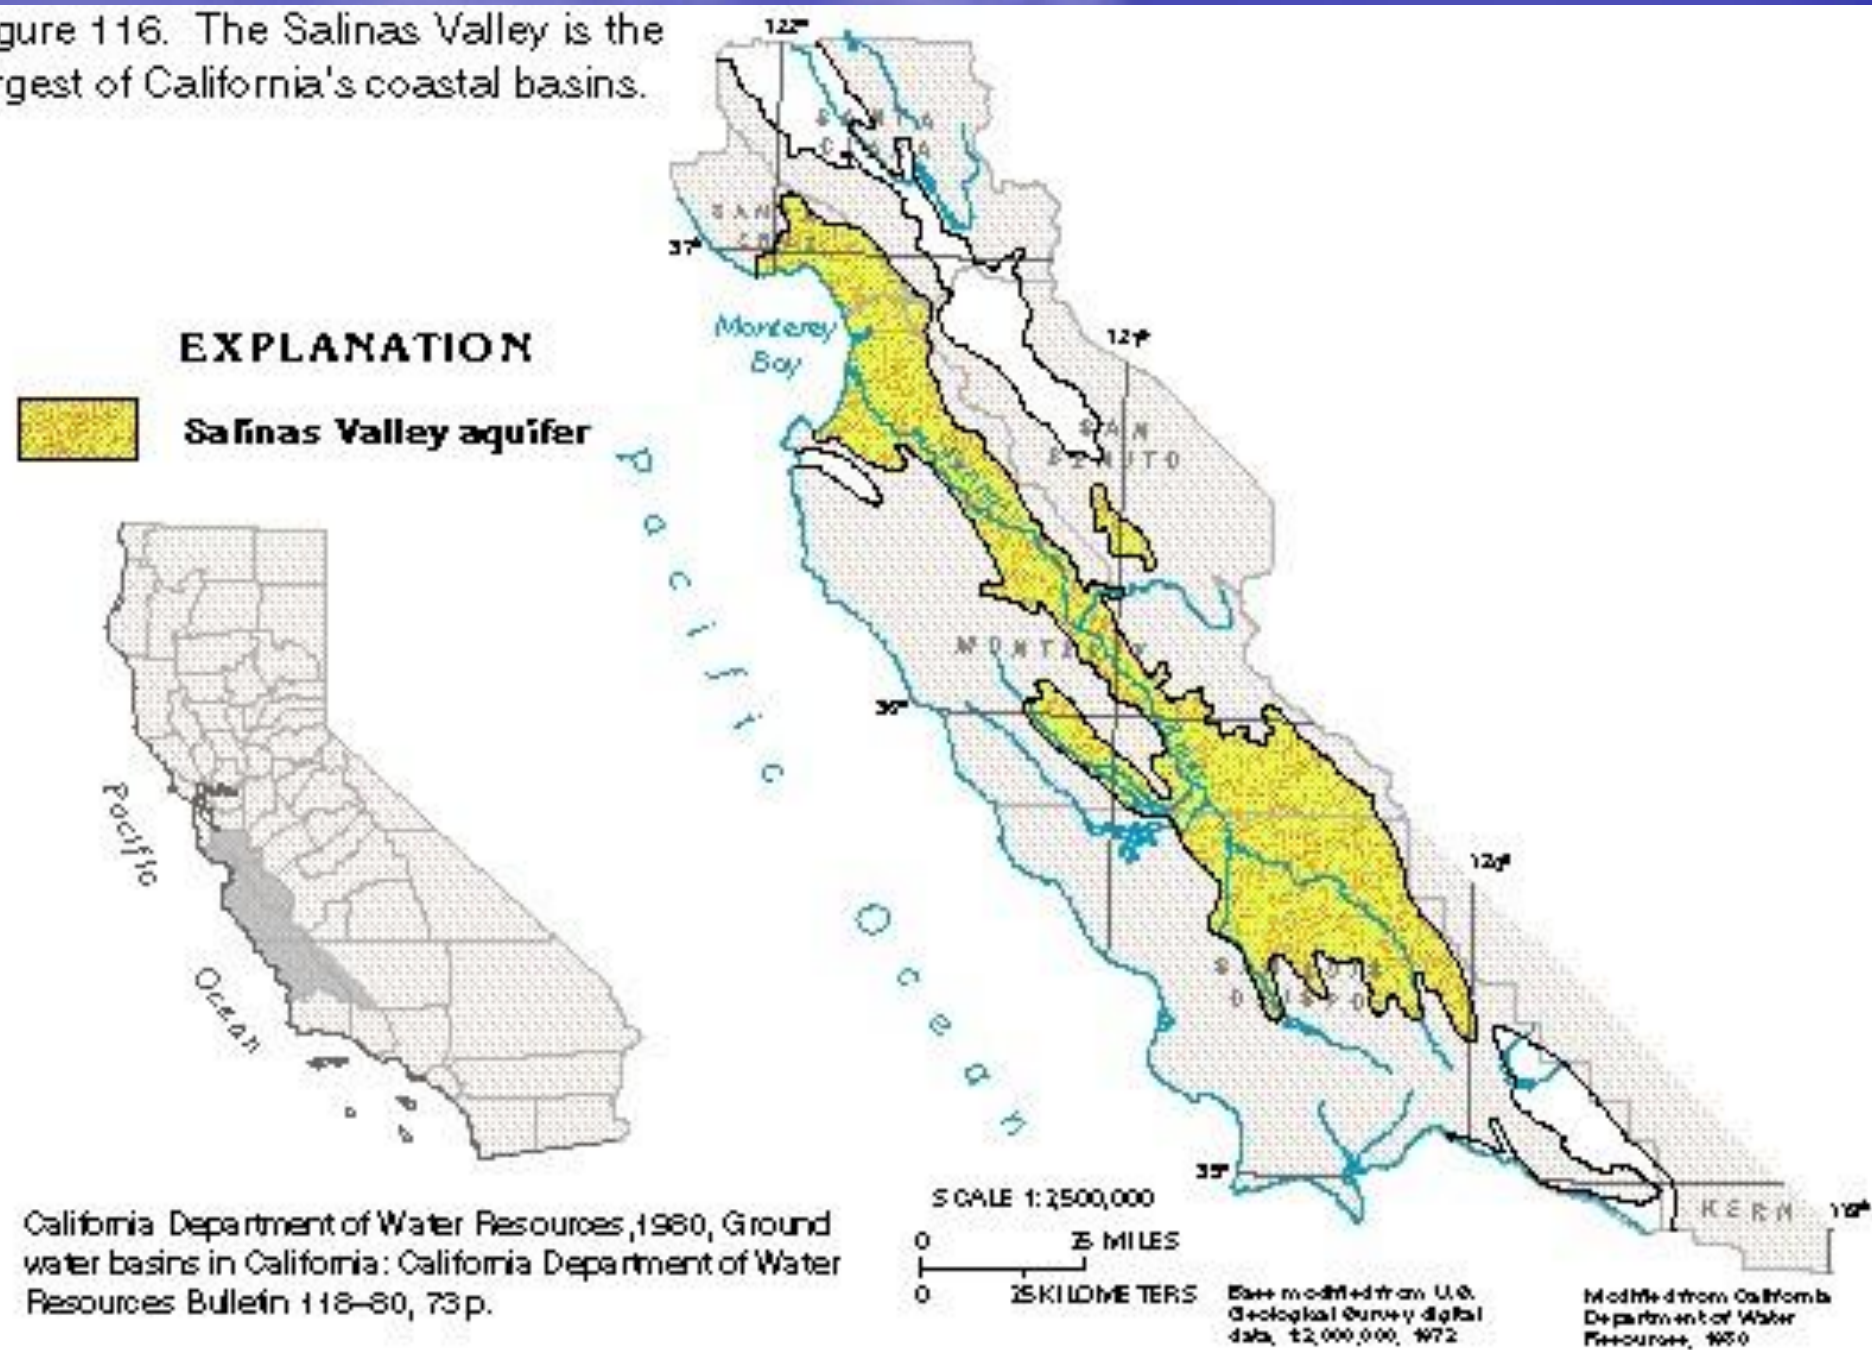 gure 116. The Salinas Valley is the
rgest of California's coastal basins.
122°
SANTA
CLARA
SAN
37°
Monterey
Bay
EXPLANATION
Salinas Valley aquifer
121°
SAN
BENITO
MONTEREY
36°
120°
Pacific
Ocean
Pacific
Ocean
35°
KERN
SCALE 1:2,500,000
0 25 MILES
0 25 KILOMETERS
California Department of Water Resources, 1980, Ground
water basins in California: California Department of Water
Resources Bulletin 118–80, 73 p.
Base modified from U.S.
Geological Survey digital
data, 1:2,000,000, 1972
Modified from California
Department of Water
Resources, 1980